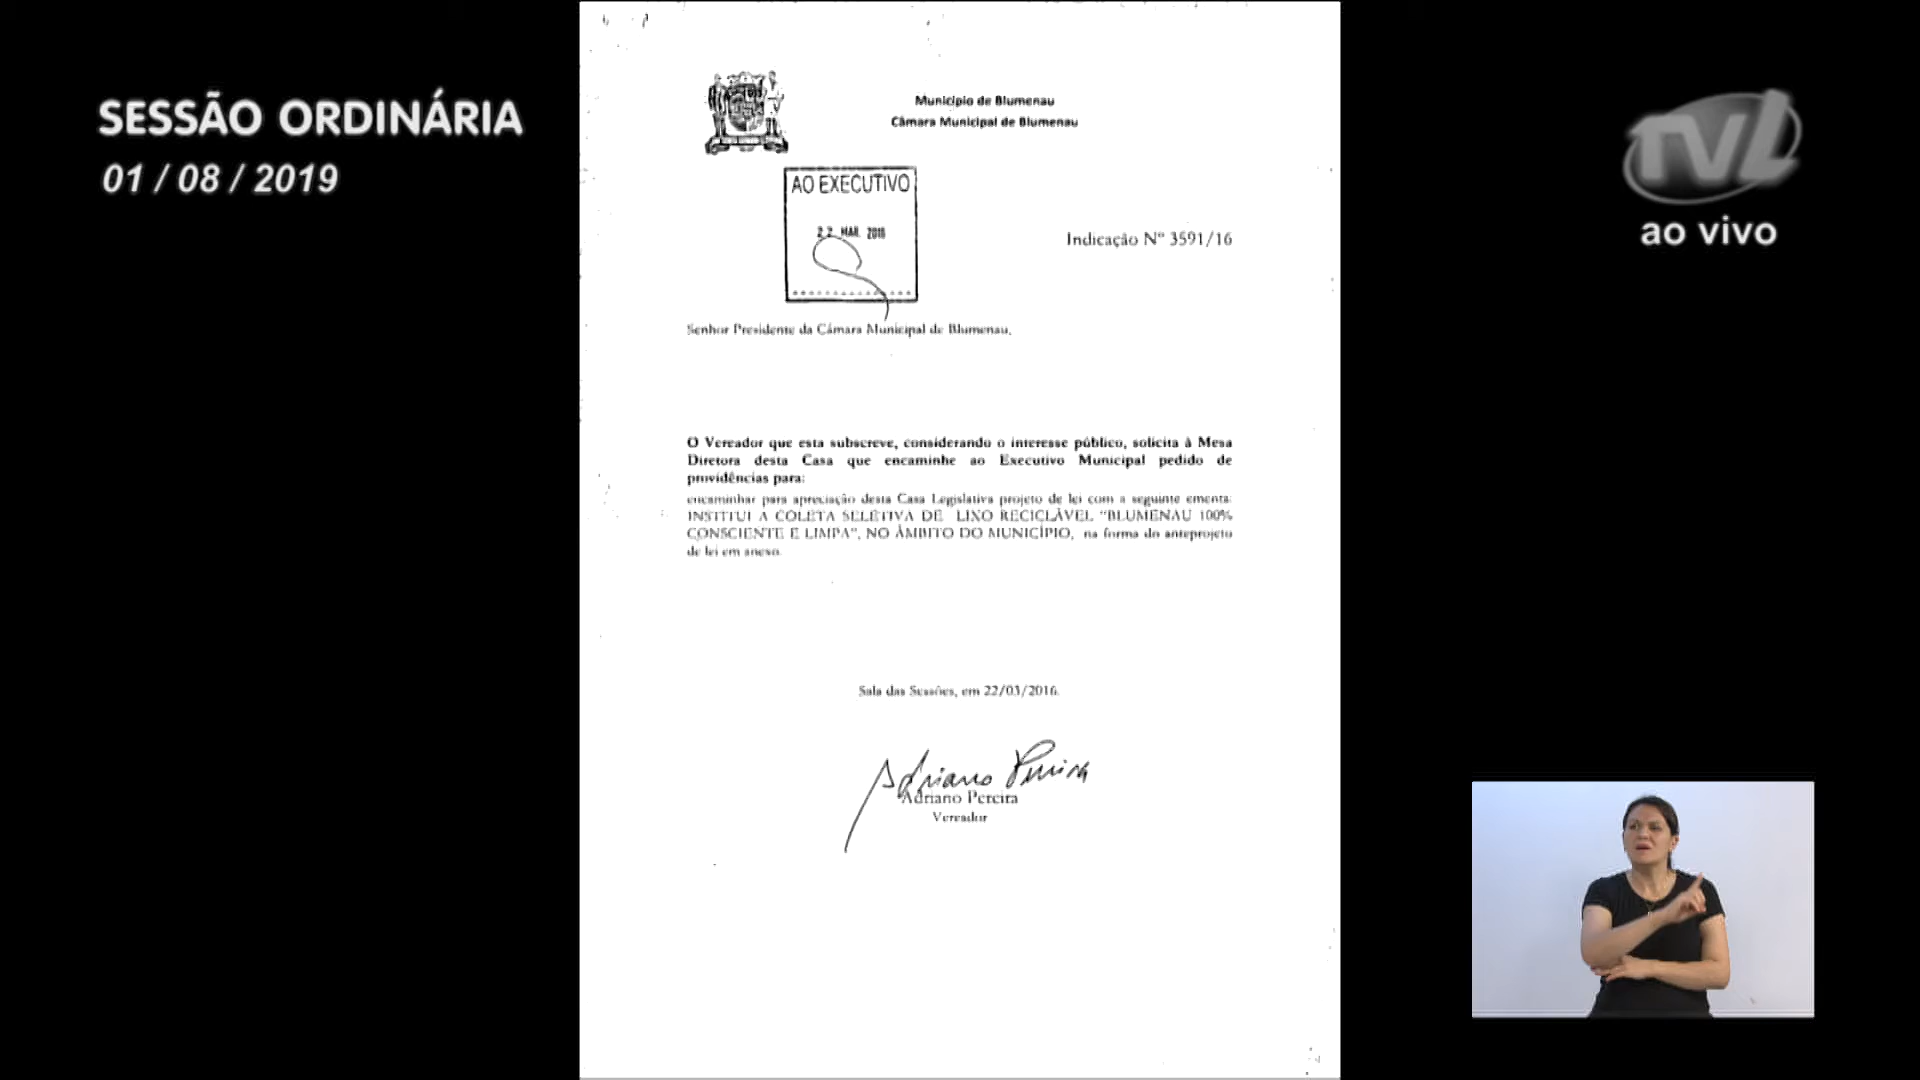 SESSÃO ORDINÁRIA
01 / 08 / 2019
Município de Blumenau
Câmara Municipal de Blumenau
AO EXECUTIVO
22 MAR. 2016
Indicação Nº 3591/16
Senhor Presidente da Câmara Municipal de Blumenau,
O Vereador que esta subscreve, considerando o interesse público, solicita à Mesa
Diretora desta Casa que encaminhe ao Executivo Municipal pedido de
providências para:
encaminhar para apreciação desta Casa Legislativa projeto de lei com a seguinte ementa:
INSTITUI A COLETA SELETIVA DE LIXO RECICLÁVEL "BLUMENAU 100%
CONSCIENTE E LIMPA", NO ÂMBITO DO MUNICÍPIO, na forma do anteprojeto
de lei em anexo.
Sala das Sessões, em 22/03/2016.
Adriano Pereira
Adriano Pereira
Vereador
TVL
ao vivo